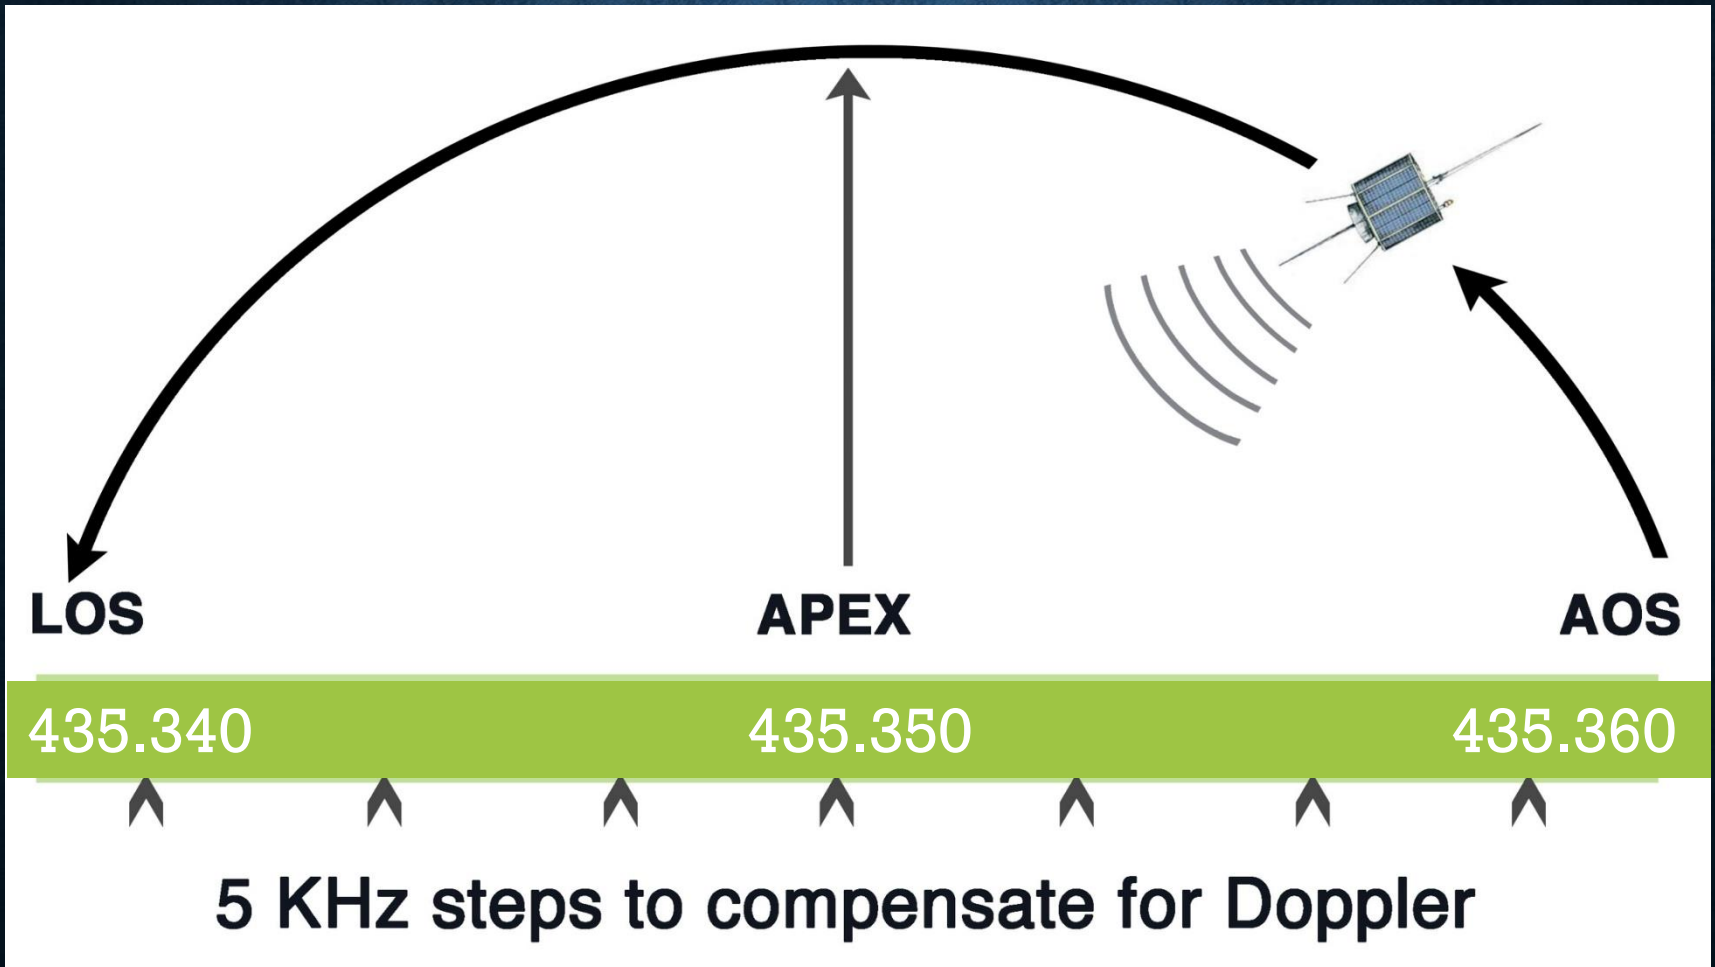 LOS APEX AOS
435.340 435.350 435.360
5 KHz steps to compensate for Doppler